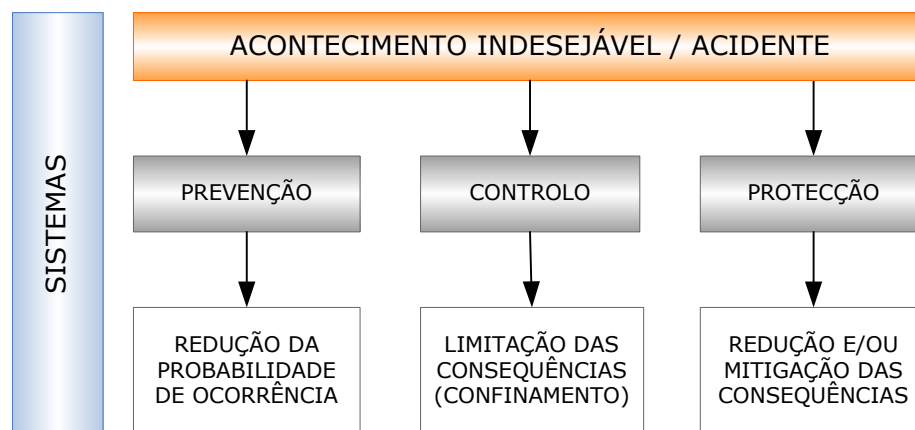 SISTEMAS
ACONTECIMENTO INDESEJÁVEL / ACIDENTE
PREVENÇÃO
CONTROLO
PROTECÇÃO
REDUÇÃO DA
PROBABILIDADE
DE OCORRÊNCIA
LIMITAÇÃO DAS
CONSEQUÊNCIAS
(CONFINAMENTO)
REDUÇÃO E/OU
MITIGAÇÃO DAS
CONSEQUÊNCIAS